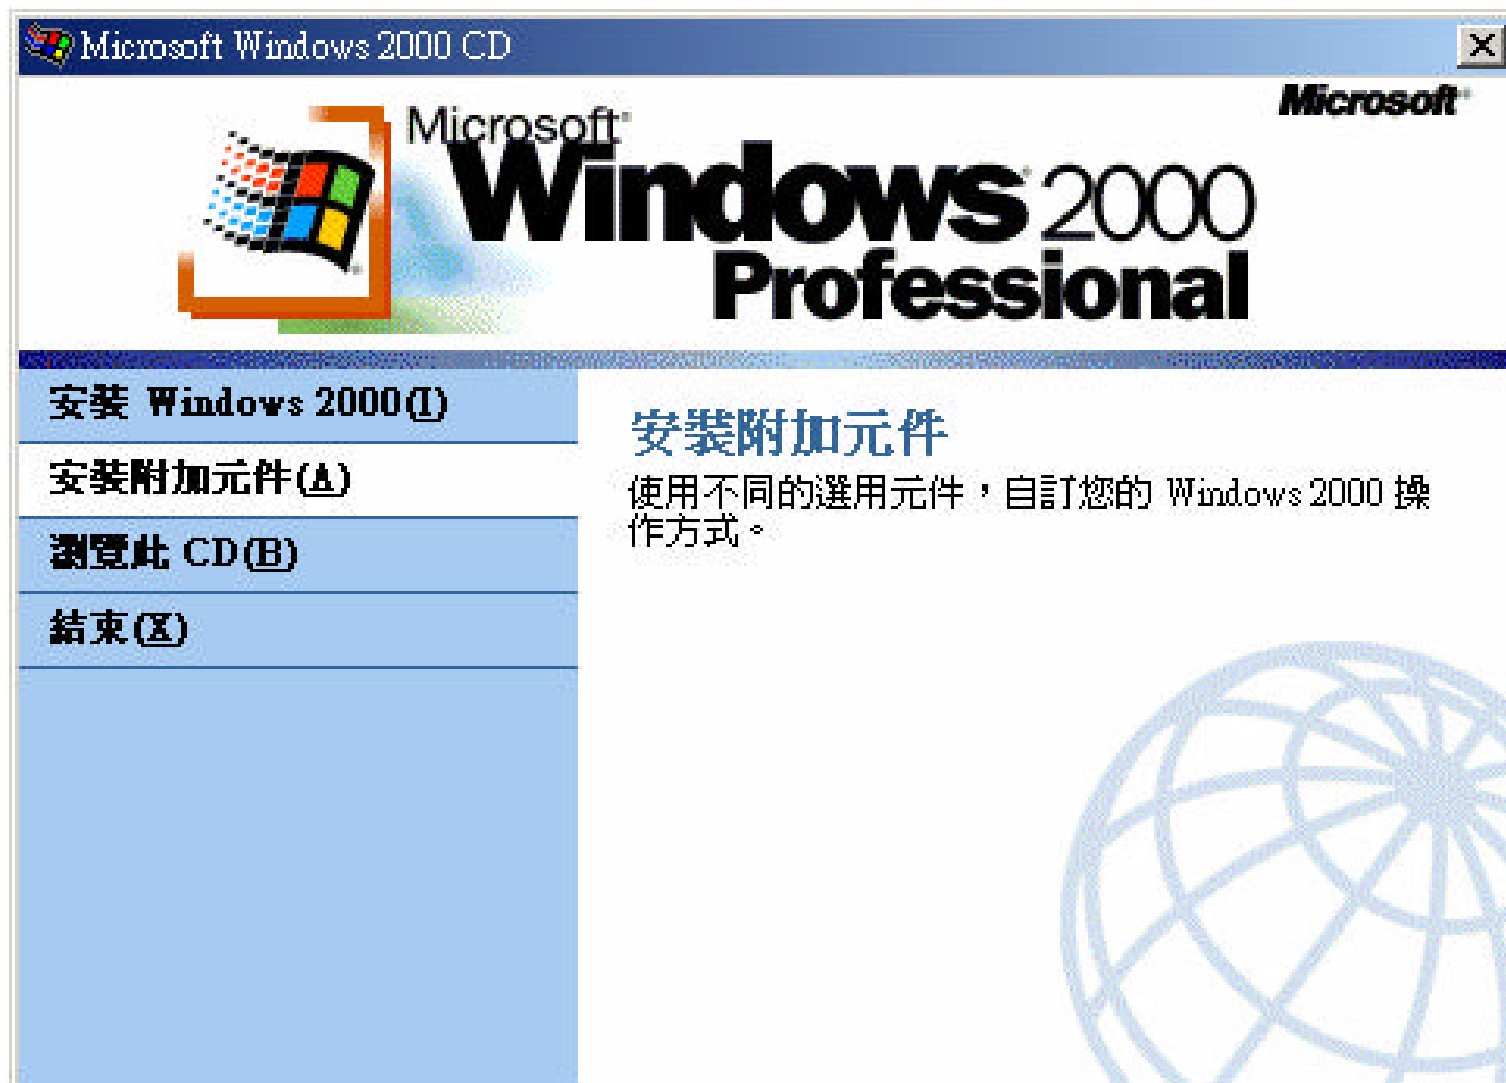 Microsoft Windows 2000 CD
Microsoft
Microsoft
Windows 2000
Professional
安裝 Windows 2000(I)
安裝附加元件(A)
瀏覽此 CD(B)
結束(X)
安裝附加元件
使用不同的選用元件，自訂您的 Windows 2000 操
作方式。